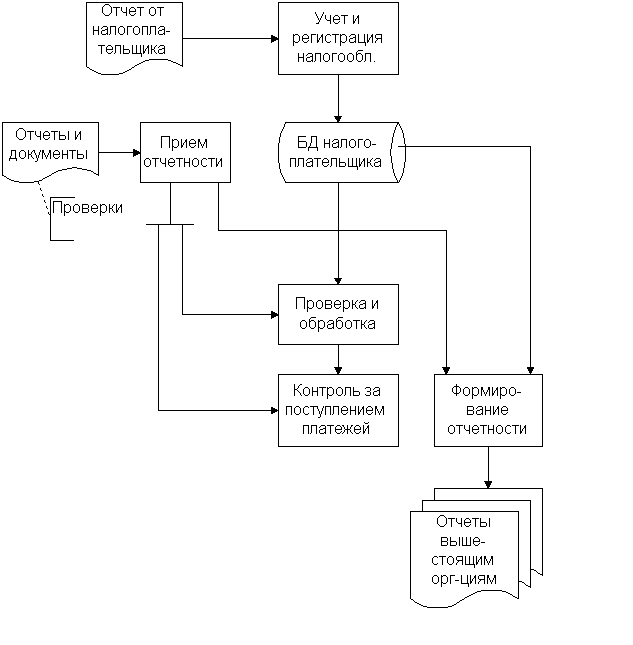 Отчет от
налогопла-
тельщика
Учет и
регистрация
налогообл.
Отчеты и
документы
Прием
отчетности
БД налого-
плательщика
Проверки
Проверка и
обработка
Контроль за
поступлением
платежей
Формиро-
вание
отчетности
Отчеты
выше-
стоящим
орг-циям